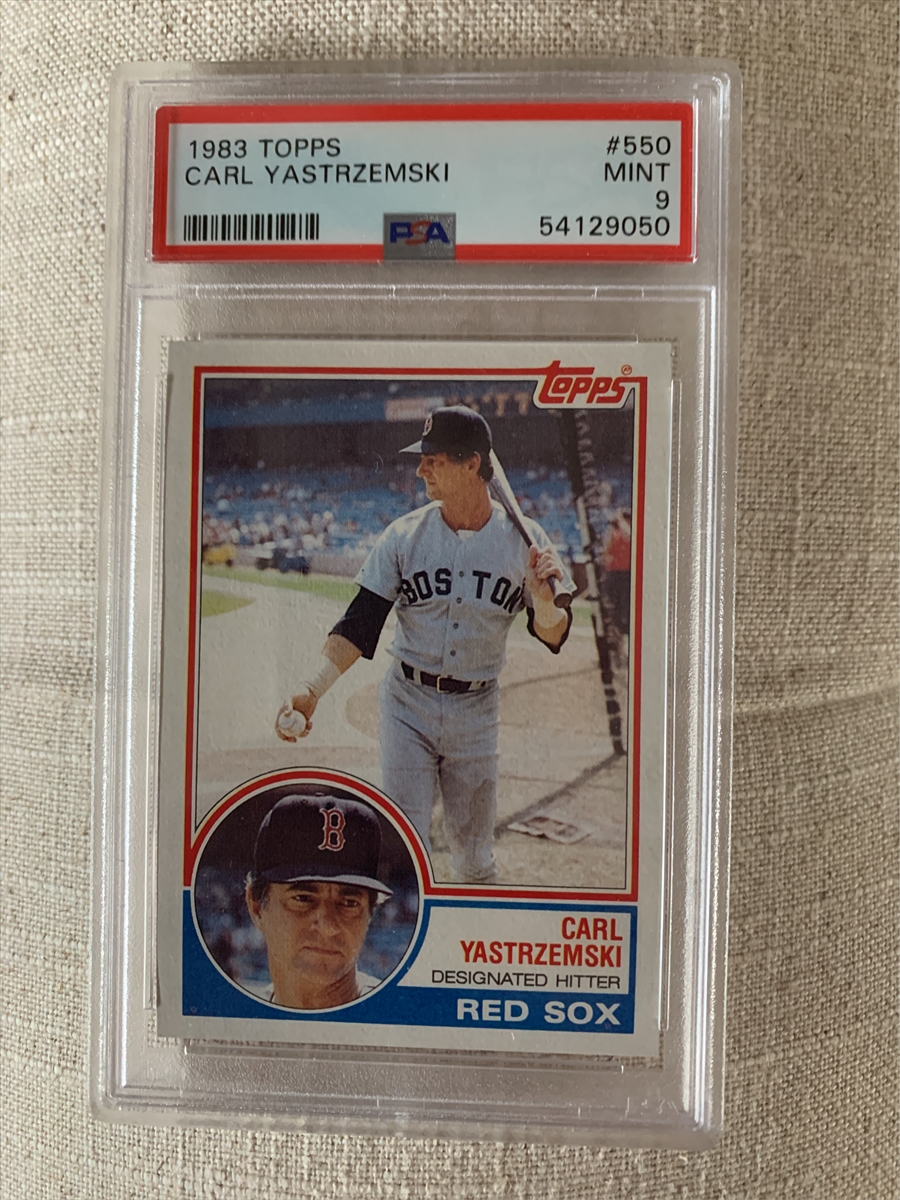 1983 TOPPS #550
CARL YASTRZEMSKI MINT
9
PSA 54129050
Topps®
B
BOSTON
B
CARL
YASTRZEMSKI
DESIGNATED HITTER
RED SOX